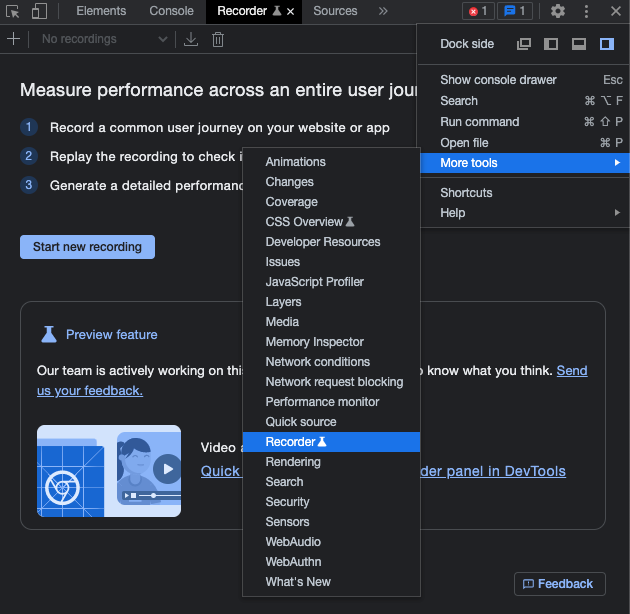 Elements Console Recorder Sources 1 1
No recordings
Dock side
Show console drawer Esc
Search ⌘ ⌥ F
Run command ⌘ ⇧ P
Open file ⌘ P
More tools
Shortcuts
Help
Measure performance across an entire user
1 Record a common user journey on your website or app
2 Replay the recording to check
3 Generate a detailed
Start new recording
Preview feature
Our team is actively working on know what you think. Send
us your feedback.
Video
Quick panel in DevTools
Animations
Changes
Coverage
CSS Overview
Developer Resources
Issues
JavaScript Profiler
Layers
Media
Memory Inspector
Network conditions
Network request blocking
Performance monitor
Quick source
Recorder
Rendering
Search
Security
Sensors
WebAudio
WebAuthn
What's New
Feedback